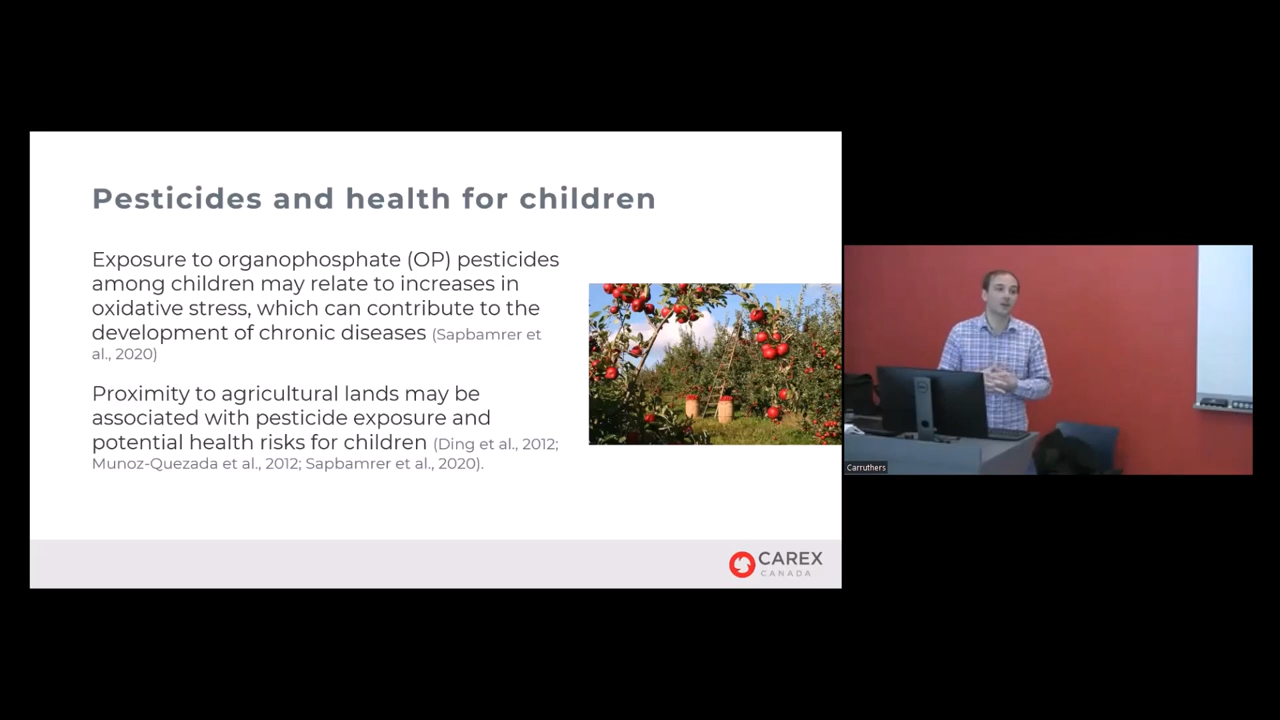 Pesticides and health for children
Exposure to organophosphate (OP) pesticides
among children may relate to increases in
oxidative stress, which can contribute to the
development of chronic diseases (Sapbamrer et
al., 2020)
Proximity to agricultural lands may be
associated with pesticide exposure and
potential health risks for children (Ding et al., 2012;
Munoz-Quezada et al., 2012; Sapbamrer et al., 2020).
CAREX
CANADA
Carruthers